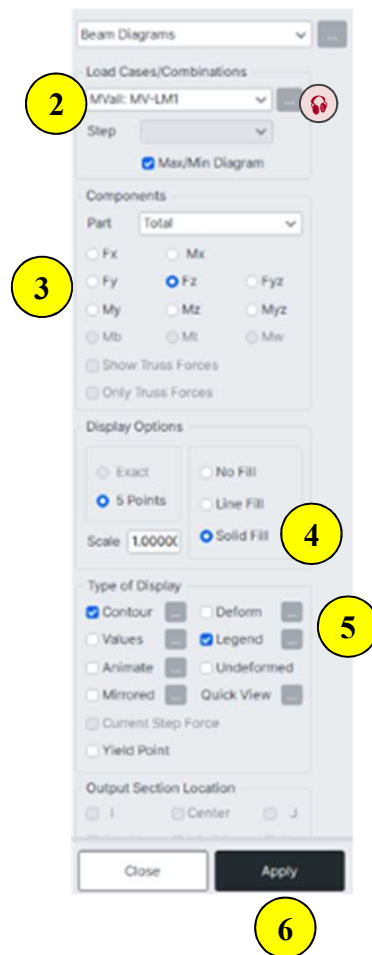 Beam Diagrams ...
Load Cases/Combinations
2 MVall: MV-LM1 ...
Step
Max/Min Diagram
Components
Part Total
Fx Mx
3 Fy Fz Fyz
My Mz Myz
Mb Mt Mw
Show Truss Forces
Only Truss Forces
Display Options
Exact No Fill
5 Points Line Fill
Scale 1.0000 Solid Fill 4
Type of Display
Contour ... Deform ... 5
Values ... Legend ...
Animate ... Undeformed
Mirrored ... Quick View ...
Current Step Force
Yield Point
Output Section Location
I Center J
Close Apply
6